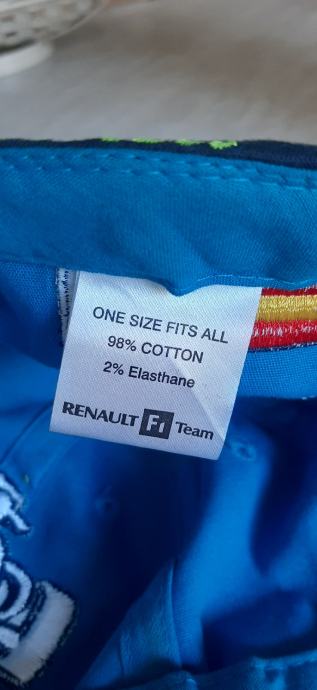 ONE SIZE FITS ALL
98% COTTON
2% Elasthane
RENAULT F1 Team